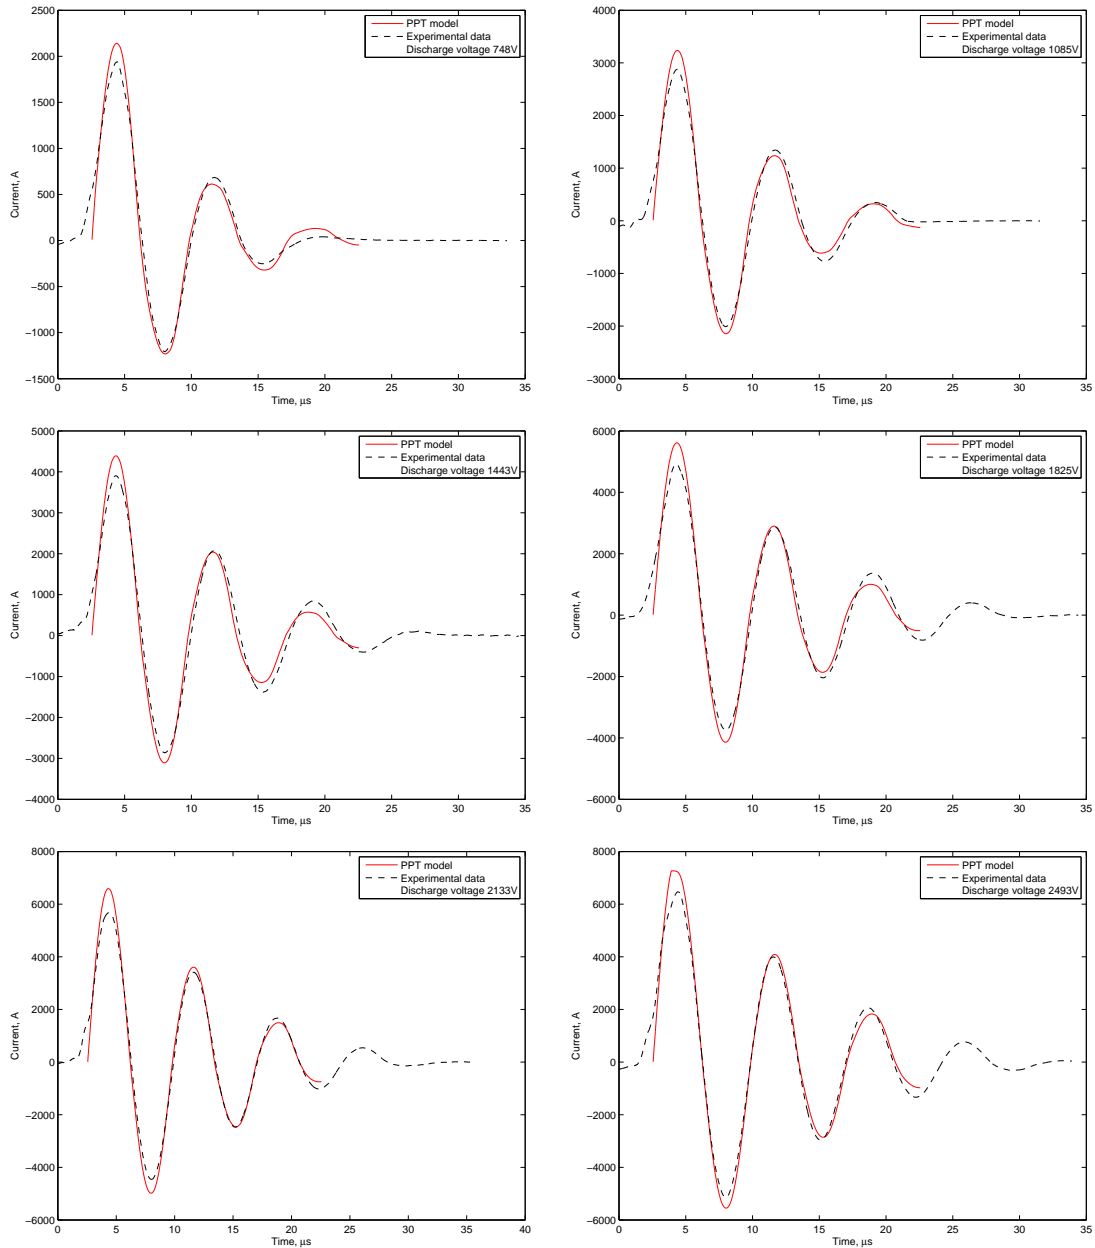 2500
2000
1500
1000
500
0
−500
−1000
−1500
0 5 10 15 20 25 30 35
Time, μs
Current, A
PPT model
Experimental data
Discharge voltage 748V
4000
3000
2000
1000
0
−1000
−2000
−3000
0 5 10 15 20 25 30 35
Time, μs
Current, A
PPT model
Experimental data
Discharge voltage 1085V
5000
4000
3000
2000
1000
0
−1000
−2000
−3000
−4000
0 5 10 15 20 25 30 35
Time, μs
Current, A
PPT model
Experimental data
Discharge voltage 1443V
6000
4000
2000
0
−2000
−4000
−6000
0 5 10 15 20 25 30 35
Time, μs
Current, A
PPT model
Experimental data
Discharge voltage 1825V
8000
6000
4000
2000
0
−2000
−4000
−6000
0 5 10 15 20 25 30 35 40
Time, μs
Current, A
PPT model
Experimental data
Discharge voltage 2133V
8000
6000
4000
2000
0
−2000
−4000
−6000
0 5 10 15 20 25 30 35
Time, μs
Current, A
PPT model
Experimental data
Discharge voltage 2493V